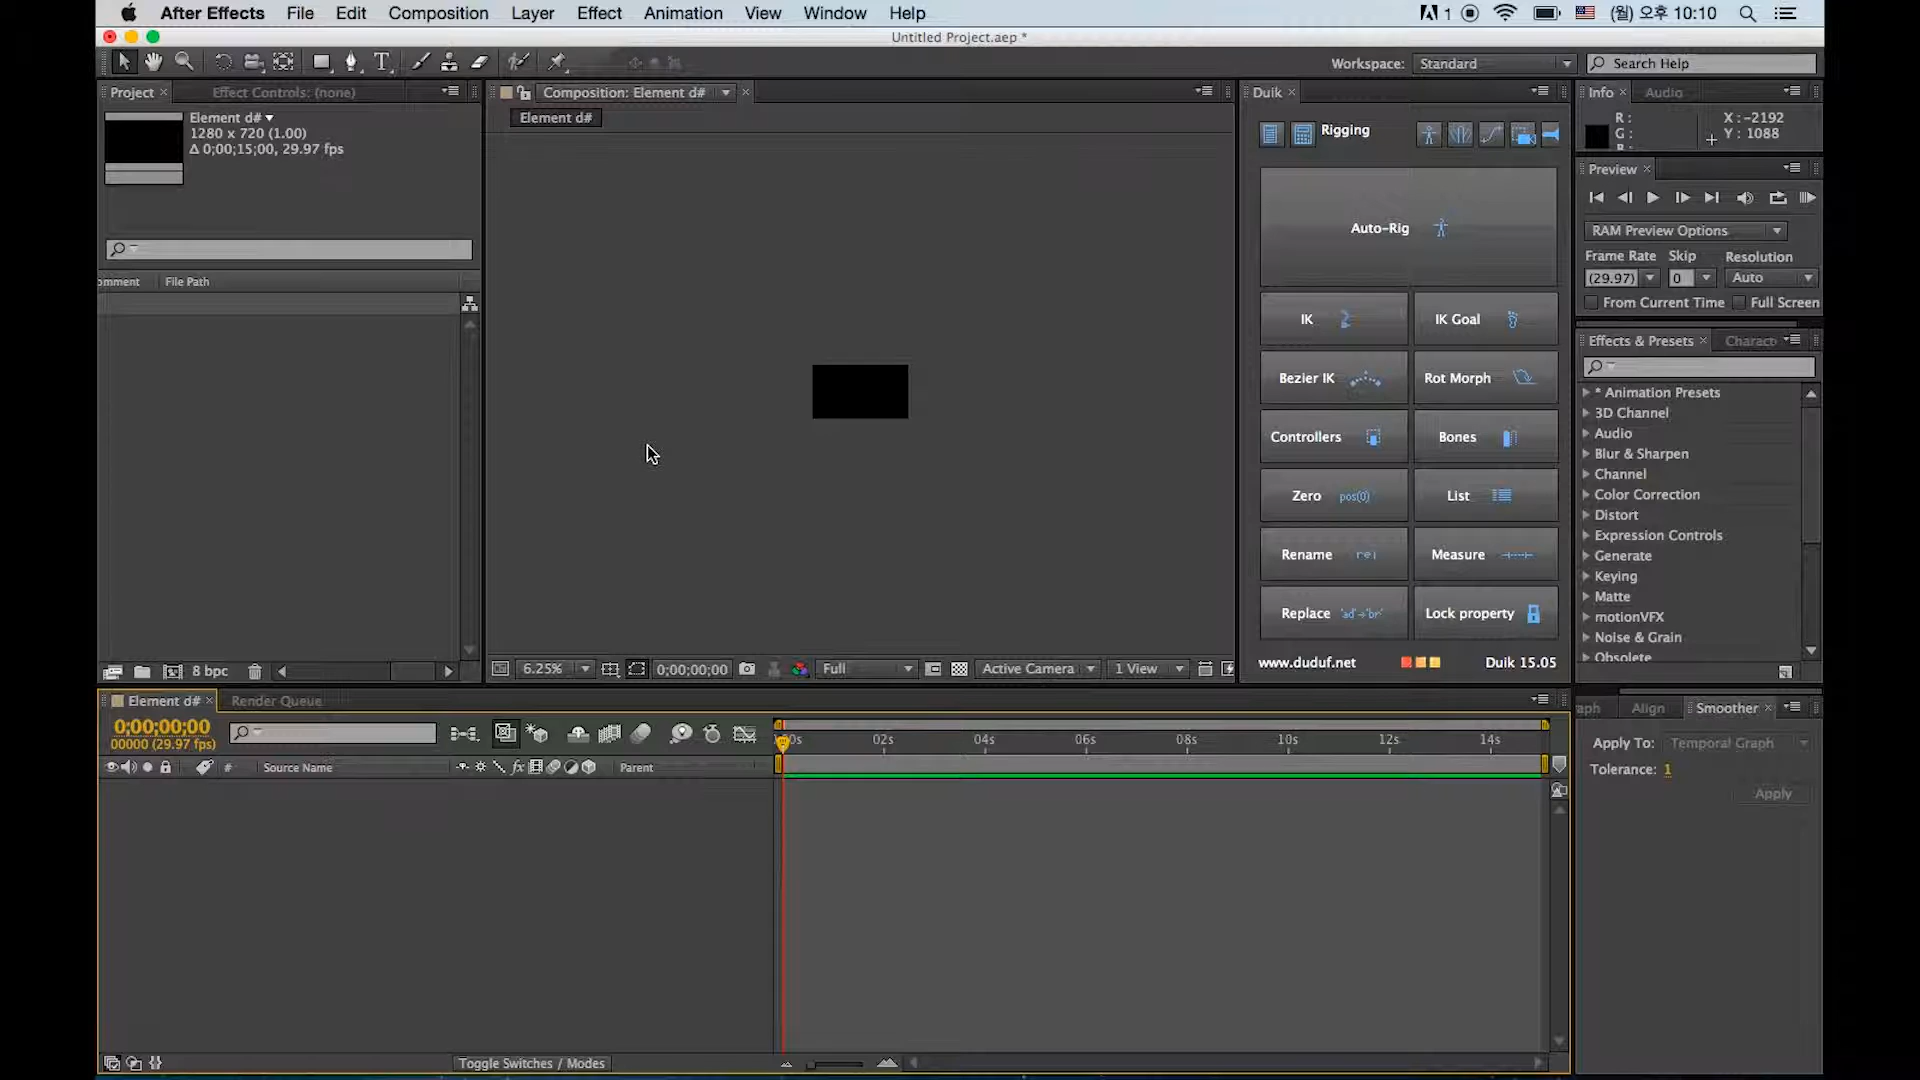 After Effects File Edit Composition Layer Effect Animation View Window Help
1 (월) 오후 10:10
Untitled Project.aep *
Workspace: Standard
Search Help
Project
Effect Controls: (none)
Element d#
1280 x 720 (1.00)
Δ 0;00;15;00, 29.97 fps
omment File Path
8 bpc
Composition: Element d#
Element d#
6.25%
0;00;00;00
Full
Active Camera
1 View
Duik
Rigging
Auto-Rig
IK
IK Goal
Bezier IK
Rot Morph
Controllers
Bones
Zero pos(0)
List
Rename
Measure
Replace
Lock property
www.duduf.net
Duik 15.05
Info
Audio
R :
G :
X : -2192
Y : 1088
Preview
RAM Preview Options
Frame Rate Skip Resolution
(29.97) 0 Auto
From Current Time Full Screen
Effects & Presets
Charact
* Animation Presets
3D Channel
Audio
Blur & Sharpen
Channel
Color Correction
Distort
Expression Controls
Generate
Keying
Matte
motionVFX
Noise & Grain
Obsolete
Element d#
Render Queue
0;00;00;00
00000 (29.97 fps)
# Source Name
fx
Parent
00s 02s 04s 06s 08s 10s 12s 14s
Toggle Switches / Modes
aph Align Smoother
Apply To: Temporal Graph
Tolerance: 1
Apply